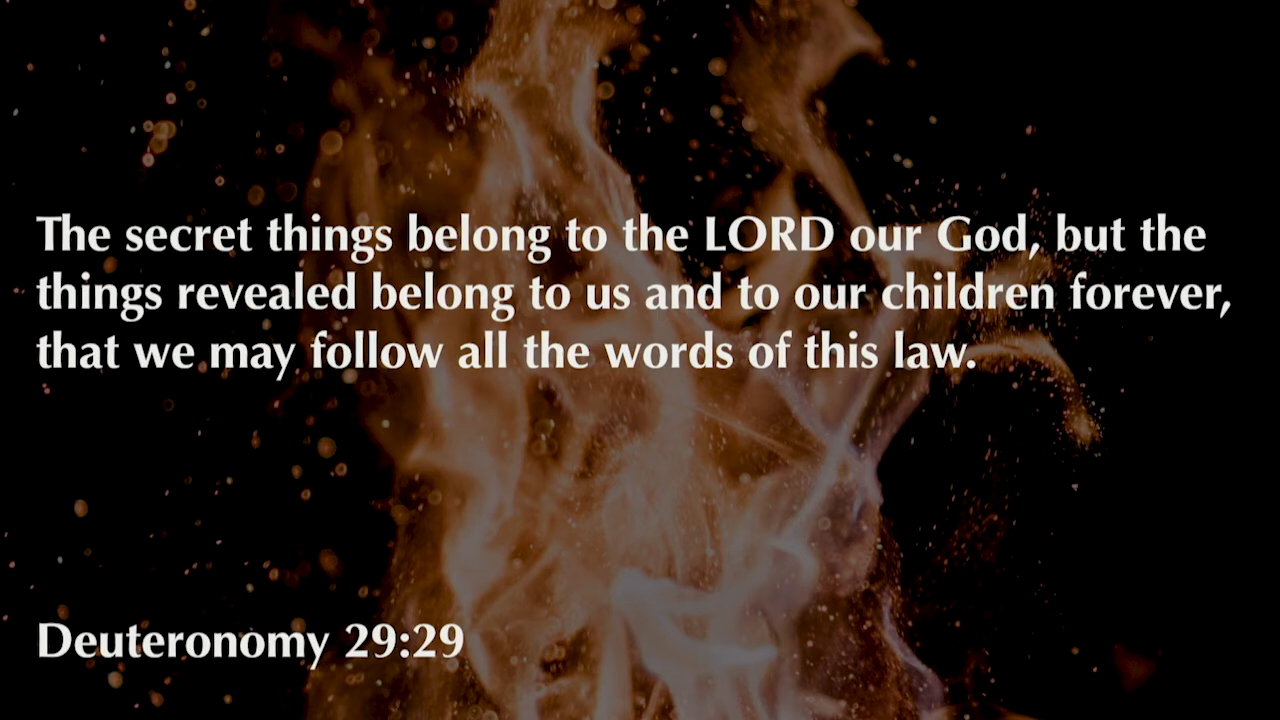 The secret things belong to the LORD our God, but the
things revealed belong to us and to our children forever,
that we may follow all the words of this law.
Deuteronomy 29:29